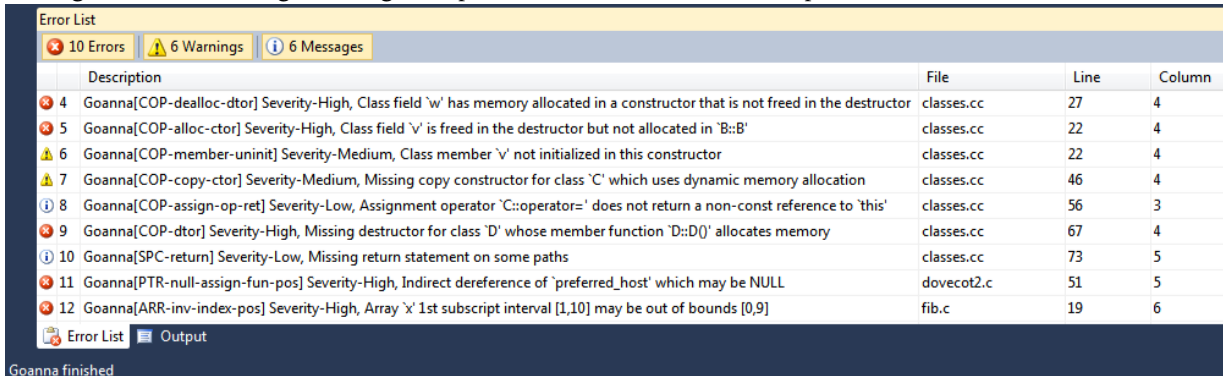 Error List
10 Errors 6 Warnings 6 Messages
Description File Line Column
4 Goanna[COP-dealloc-dtor] Severity-High, Class field `w' has memory allocated in a constructor that is not freed in the destructor classes.cc 27 4
5 Goanna[COP-alloc-ctor] Severity-High, Class field `v' is freed in the destructor but not allocated in `B::B' classes.cc 22 4
6 Goanna[COP-member-uninit] Severity-Medium, Class member `v' not initialized in this constructor classes.cc 22 4
7 Goanna[COP-copy-ctor] Severity-Medium, Missing copy constructor for class `C' which uses dynamic memory allocation classes.cc 46 4
8 Goanna[COP-assign-op-ret] Severity-Low, Assignment operator `C::operator=' does not return a non-const reference to `this' classes.cc 56 3
9 Goanna[COP-dtor] Severity-High, Missing destructor for class `D' whose member function `D::D()' allocates memory classes.cc 67 4
10 Goanna[SPC-return] Severity-Low, Missing return statement on some paths classes.cc 73 5
11 Goanna[PTR-null-assign-fun-pos] Severity-High, Indirect dereference of `preferred_host' which may be NULL dovecot2.c 51 5
12 Goanna[ARR-inv-index-pos] Severity-High, Array `x' 1st subscript interval [1,10] may be out of bounds [0,9] fib.c 19 6
Error List Output
Goanna finished